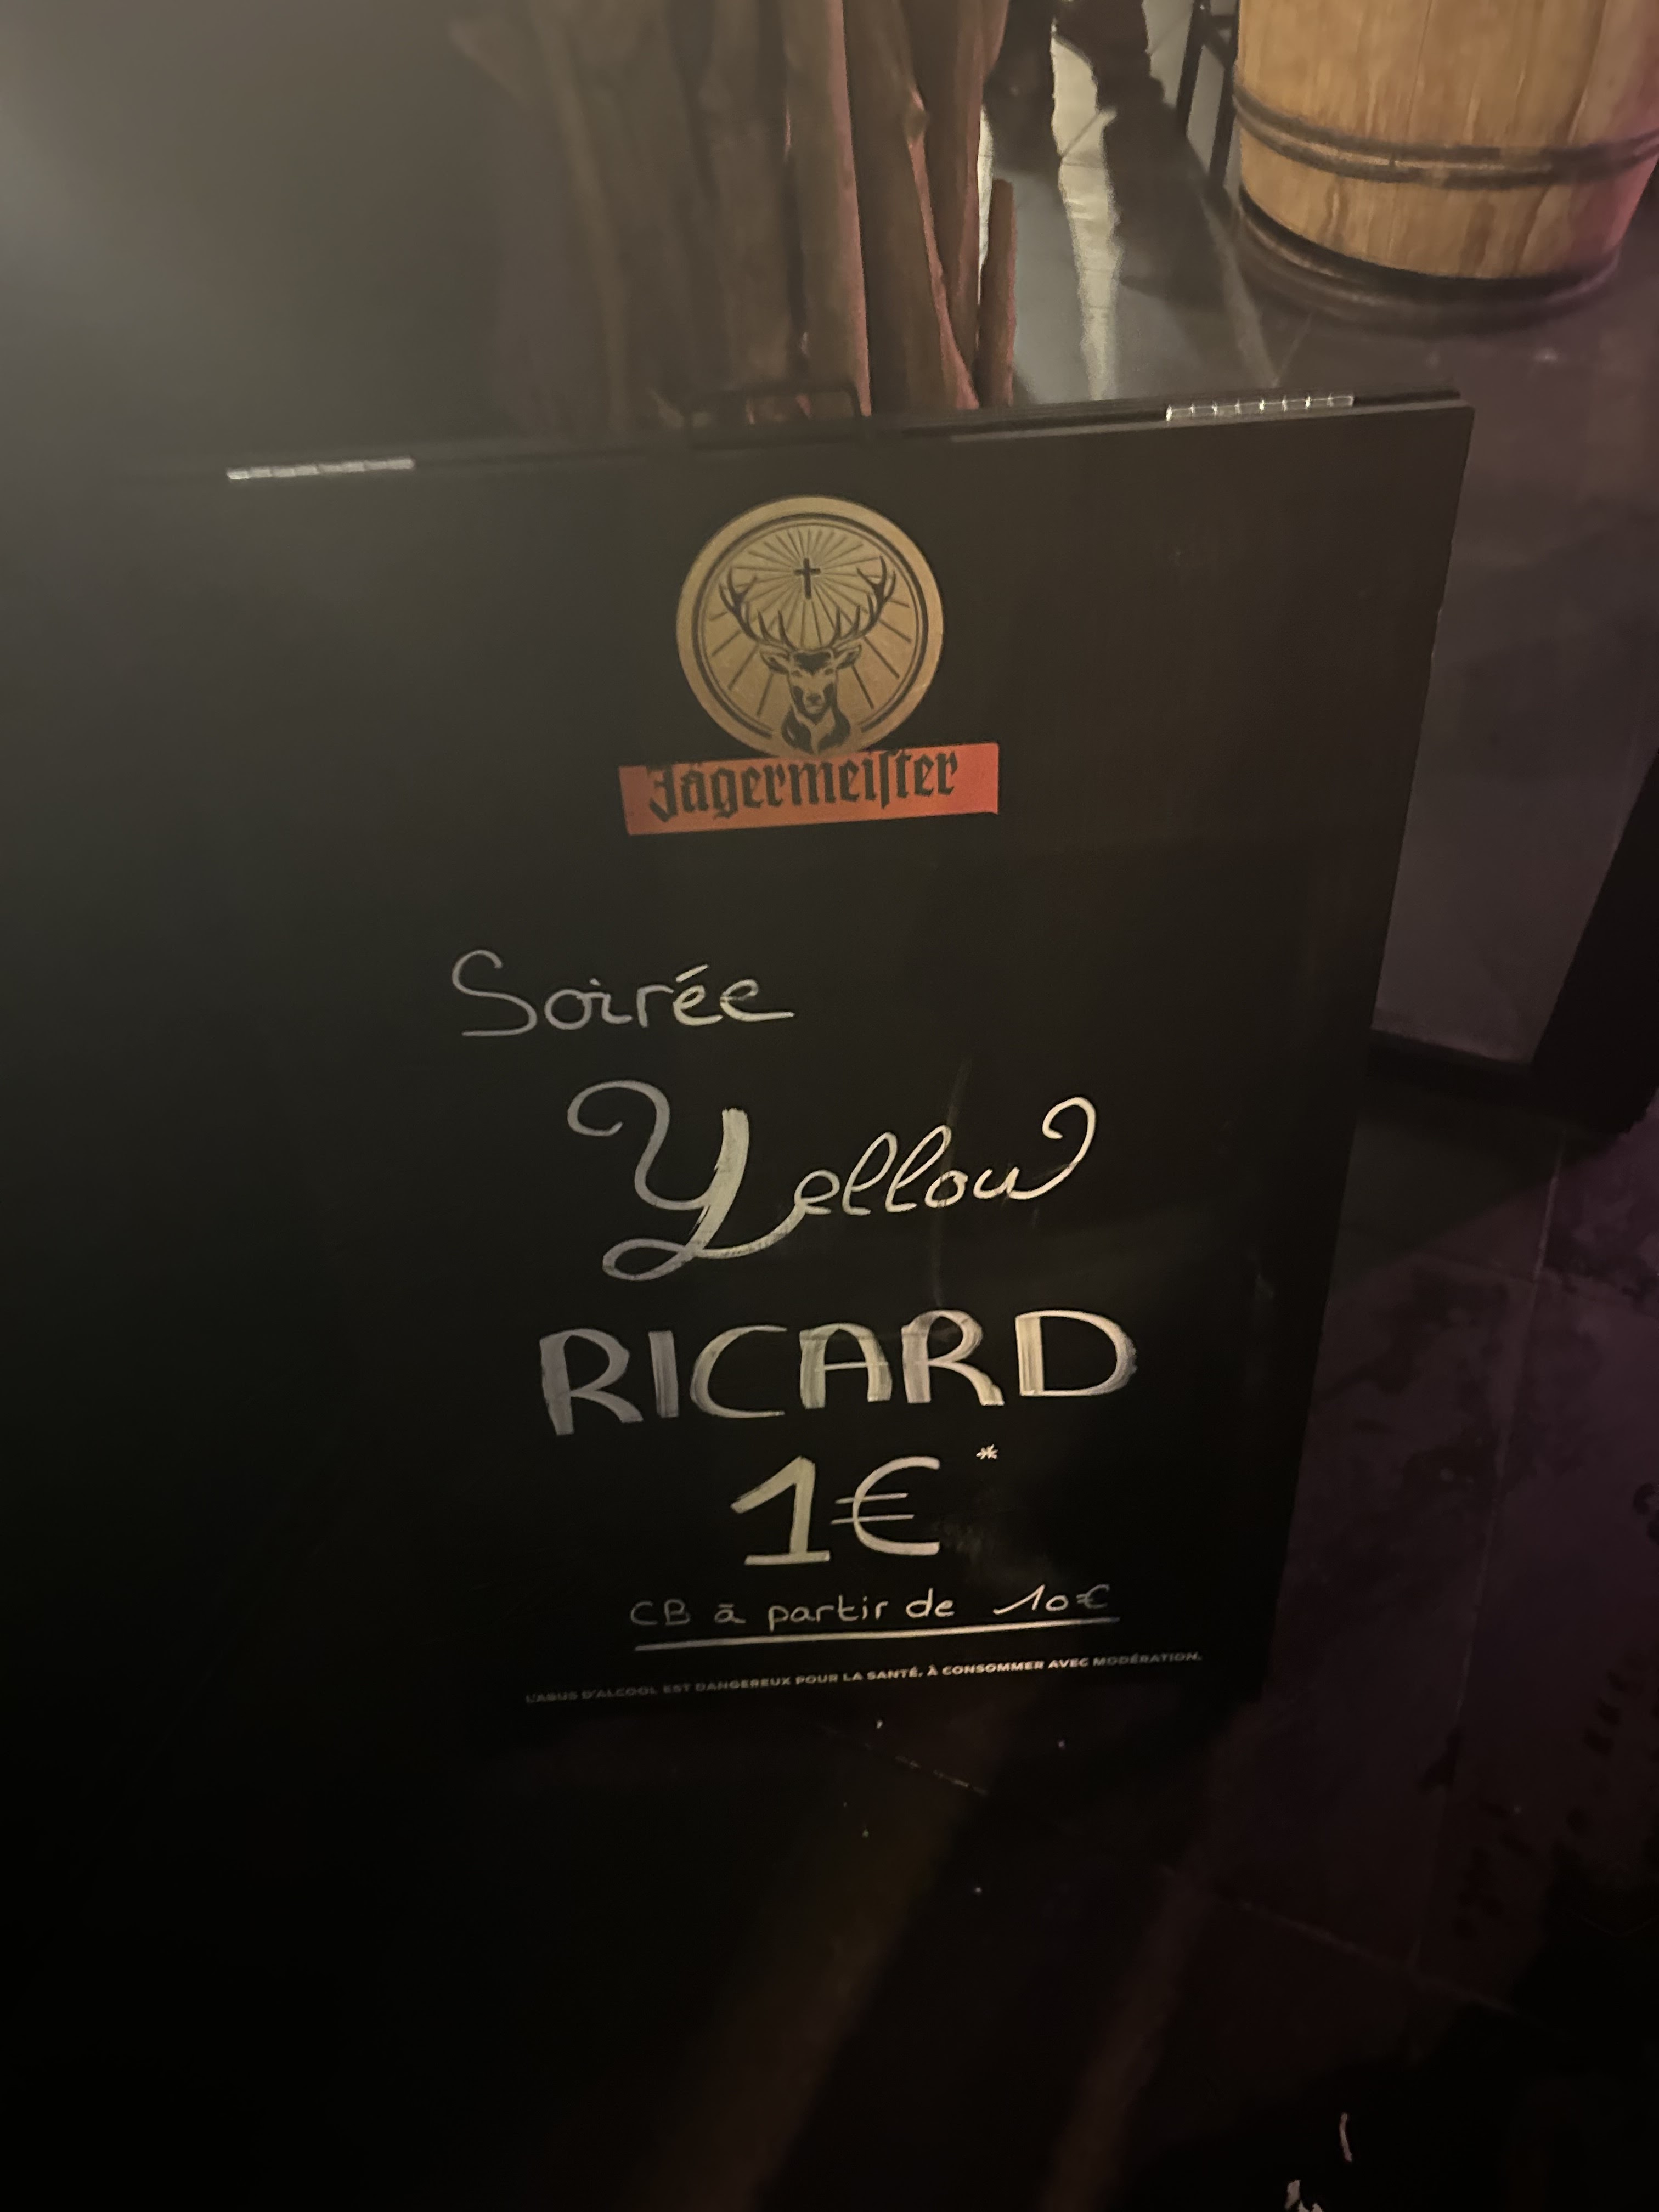 Jägermeiſter
Soirée
Yellow
RICARD
1€*
CB à partir de 10€
L'ABUS D'ALCOOL EST DANGEREUX POUR LA SANTÉ. À CONSOMMER AVEC MODÉRATION.